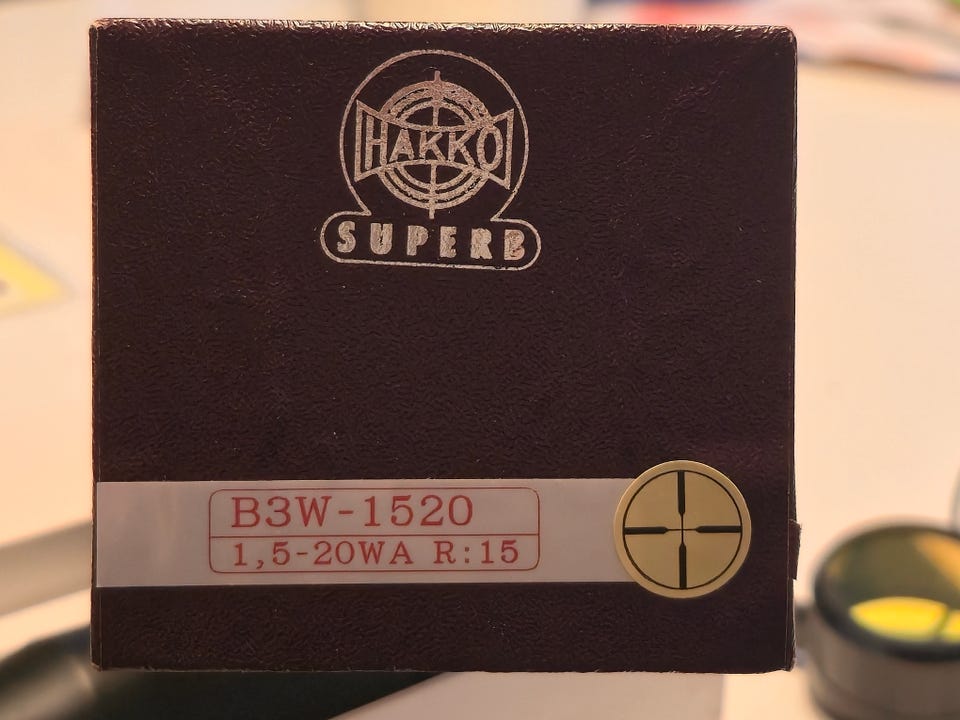 HAKKO
SUPERB
B3W-1520
1,5-20WA R:15